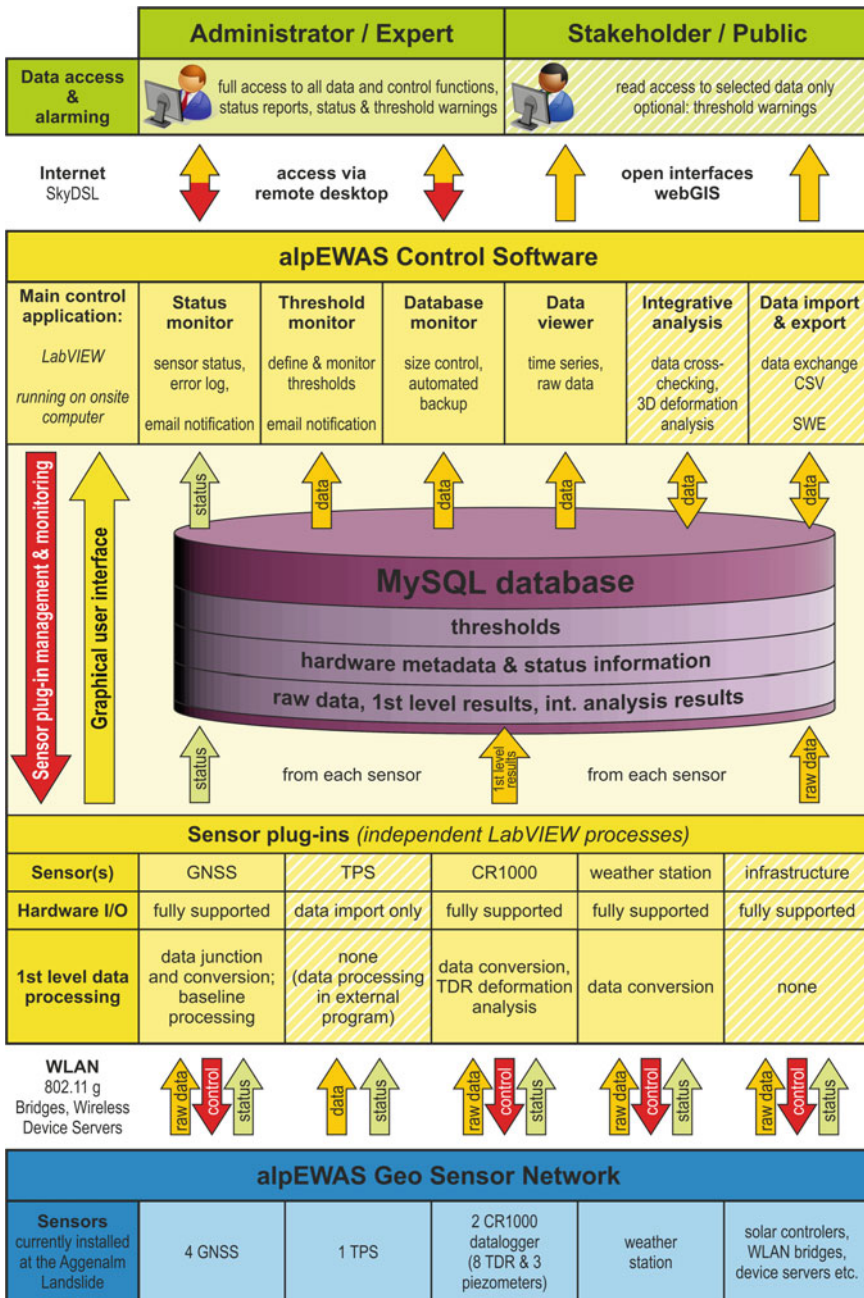 Administrator / Expert
Stakeholder / Public
Data access
&
alarming
full access to all data and control functions,
status reports, status & threshold warnings
read access to selected data only
optional: threshold warnings
Internet
SkyDSL
access via
remote desktop
open interfaces
webGIS
alpEWAS Control Software
Main control
application:
LabVIEW
running on onsite
computer
Status
monitor
sensor status,
error log,
email notification
Threshold
monitor
define & monitor
thresholds
email notification
Database
monitor
size control,
automated
backup
Data
viewer
time series,
raw data
Integrative
analysis
data cross-
checking,
3D deformation
analysis
Data import
& export
data exchange
CSV
SWE
Sensor plug-in management & monitoring
Graphical user interface
status
data
data
data
data
data
MySQL database
thresholds
hardware metadata & status information
raw data, 1st level results, int. analysis results
status
from each sensor
1st level
results
from each sensor
raw data
Sensor plug-ins (independent LabVIEW processes)
Sensor(s)
GNSS
TPS
CR1000
weather station
infrastructure
Hardware I/O
fully supported
data import only
fully supported
fully supported
fully supported
1st level data
processing
data junction
and conversion;
baseline
processing
none
(data processing
in external
program)
data conversion,
TDR deformation
analysis
data conversion
none
WLAN
802.11 g
Bridges, Wireless
Device Servers
raw data
control
status
data
status
raw data
control
status
raw data
control
status
raw data
control
status
alpEWAS Geo Sensor Network
Sensors
currently installed
at the Aggenalm
Landslide
4 GNSS
1 TPS
2 CR1000
datalogger
(8 TDR & 3
piezometers)
weather
station
solar controlers,
WLAN bridges,
device servers etc.